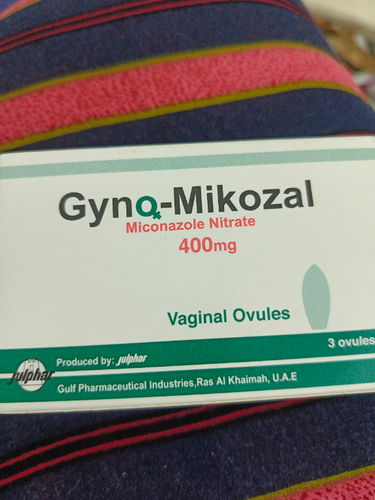 Gyno-Mikozal
Miconazole Nitrate
400mg
Vaginal Ovules
3 ovules
julphar
Produced by: julphar
Gulf Pharmaceutical Industries,Ras Al Khaimah, U.A.E